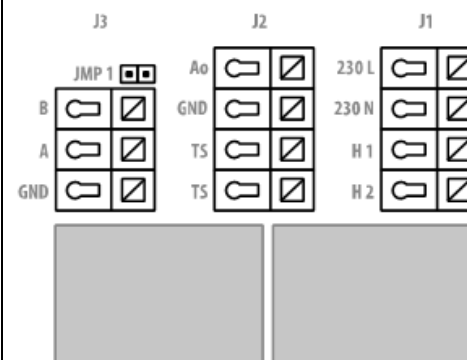 J3 J2 J1
JMP 1 Ao 230 L
B GND 230 N
A TS H 1
GND TS H 2